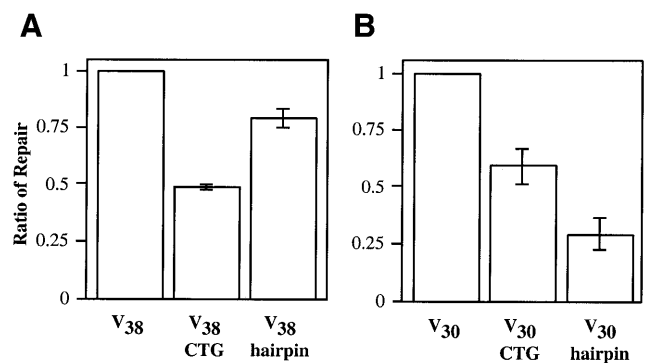 A
B
Ratio of Repair
1
0.75
0.5
0.25
0
V38
V38 CTG
V38 hairpin
1
0.75
0.5
0.25
0
V30
V30 CTG
V30 hairpin